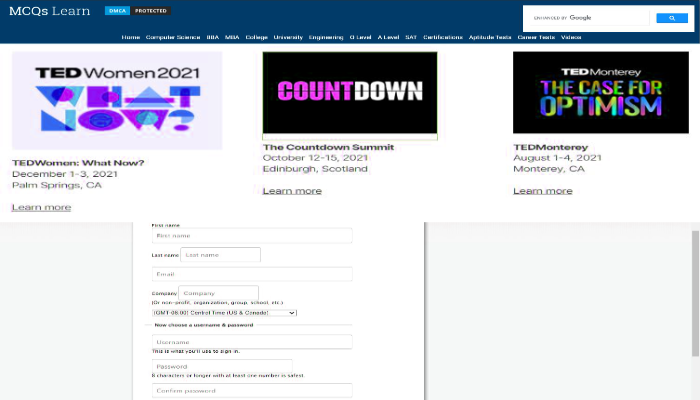 MCQs Learn
DMCA PROTECTED
ENHANCED BY Google
Home Computer Science BBA MBA College University Engineering O Level A Level SAT Certifications Aptitude Tests Career Tests Videos
TEDWomen 2021
WHAT NOW?
TEDWomen: What Now?
December 1-3, 2021
Palm Springs, CA
Learn more
COUNTDOWN
The Countdown Summit
October 12-15, 2021
Edinburgh, Scotland
Learn more
TEDMonterey
THE CASE FOR
OPTIMISM
TEDMonterey
August 1-4, 2021
Monterey, CA
Learn more
First name
First name
Last name Last name
Email
Company Company
(Or non-profit, organization, group, school, etc.)
(GMT-06:00) Central Time (US & Canada)
Now choose a username & password
Username
This is what you'll use to sign in.
Password
8 characters or longer with at least one number is safest.
Confirm password